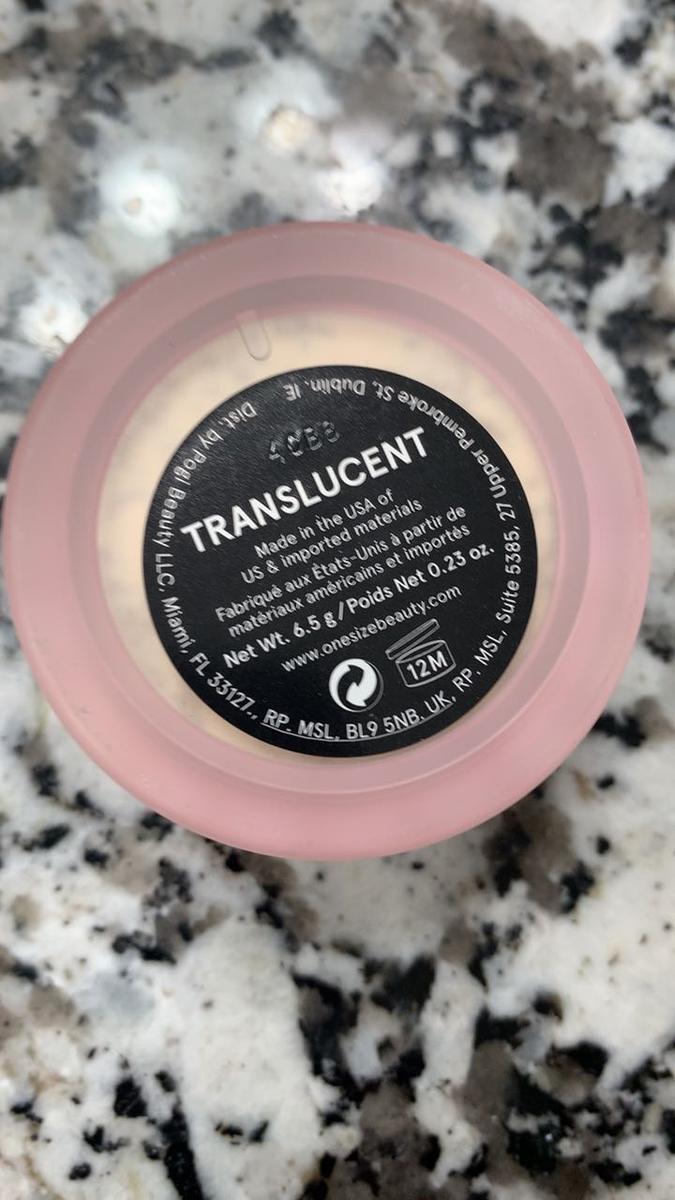 4CB8
TRANSLUCENT
Made in the USA of
US & imported materials
Fabriqué aux États-Unis à partir de
matériaux américains et importés
Net Wt. 6.5 g/Poids Net 0.23 oz.
www.onesizebeauty.com
12M
Dist. by Pogi Beauty LLC, Miami, FL 33127., RP. MSL, BL9 5NB. UK, RP. MSL, Suite 5385, 27 Upper Pembroke St. Dublin. IE